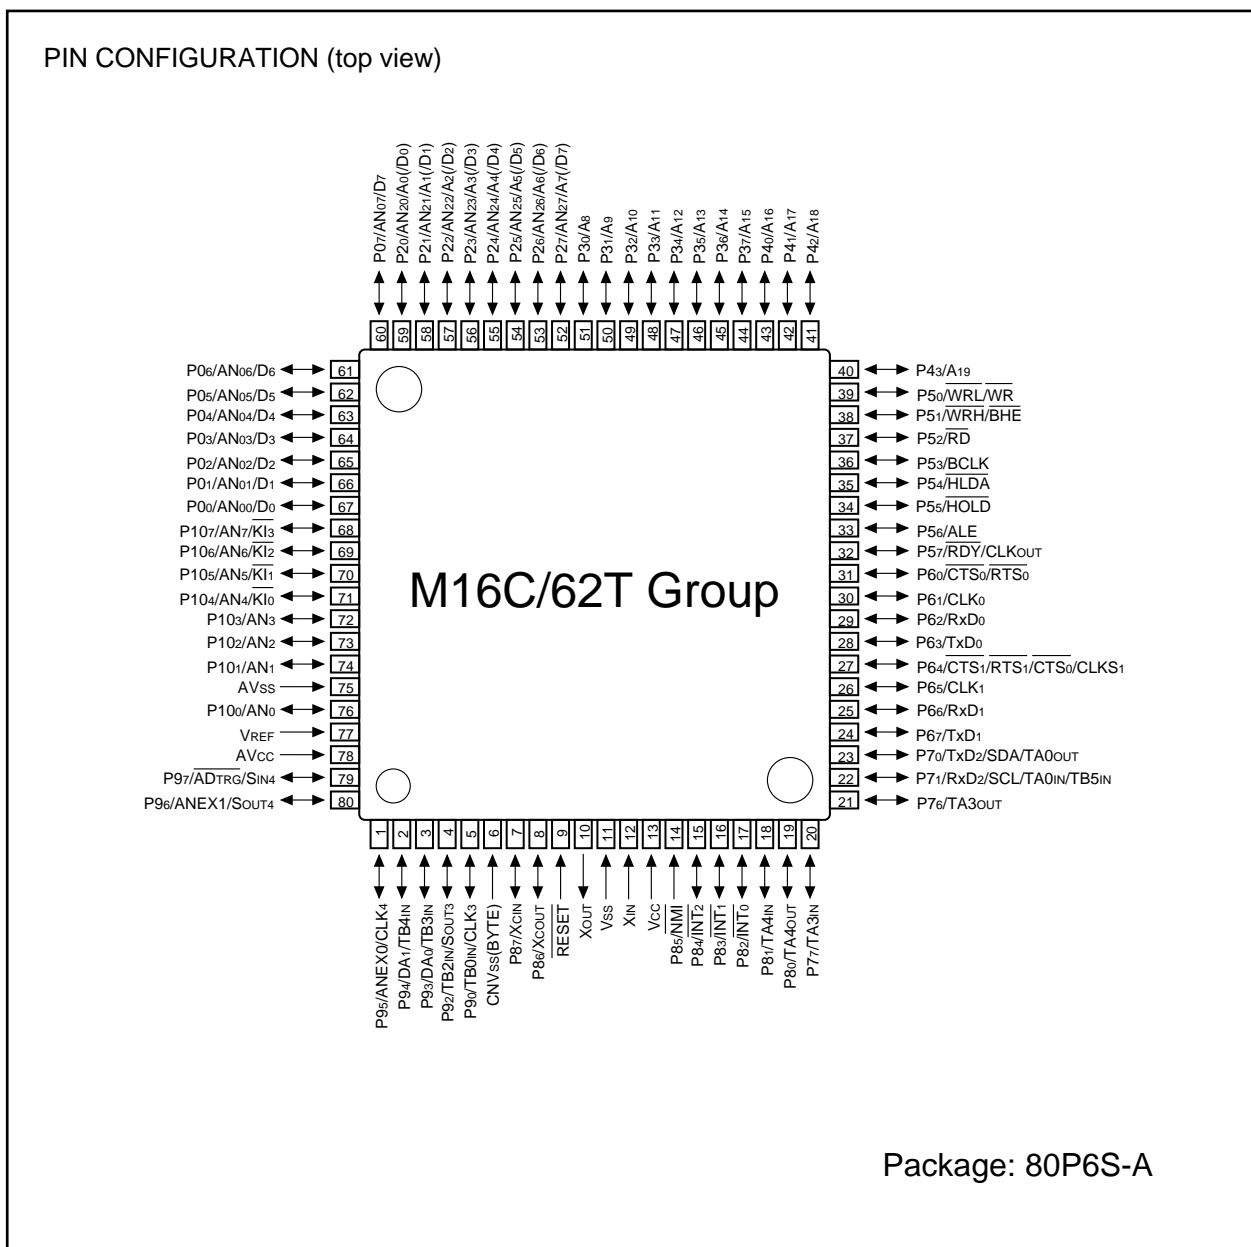 PIN CONFIGURATION (top view)
P07/AN07/D7
P20/AN20/A0(/D0)
P21/AN21/A1(/D1)
P22/AN22/A2(/D2)
P23/AN23/A3(/D3)
P24/AN24/A4(/D4)
P25/AN25/A5(/D5)
P26/AN26/A6(/D6)
P27/AN27/A7(/D7)
P30/A8
P31/A9
P32/A10
P33/A11
P34/A12
P35/A13
P36/A14
P37/A15
P40/A16
P41/A17
P42/A18
60 59 58 57 56 55 54 53 52 51 50 49 48 47 46 45 44 43 42 41
P06/AN06/D6 61
P05/AN05/D5 62
P04/AN04/D4 63
P03/AN03/D3 64
P02/AN02/D2 65
P01/AN01/D1 66
P00/AN00/D0 67
P107/AN7/KI3 68
P106/AN6/KI2 69
P105/AN5/KI1 70
P104/AN4/KI0 71
P103/AN3 72
P102/AN2 73
P101/AN1 74
AVSS 75
P100/AN0 76
VREF 77
AVCC 78
P97/ADTRG/SIN4 79
P96/ANEX1/SOUT4 80
M16C/62T Group
40 P43/A19
39 P50/WRL/WR
38 P51/WRH/BHE
37 P52/RD
36 P53/BCLK
35 P54/HLDA
34 P55/HOLD
33 P56/ALE
32 P57/RDY/CLKOUT
31 P60/CTS0/RTS0
30 P61/CLK0
29 P62/RxD0
28 P63/TxD0
27 P64/CTS1/RTS1/CTS0/CLKS1
26 P65/CLK1
25 P66/RxD1
24 P67/TxD1
23 P70/TxD2/SDA/TA0OUT
22 P71/RxD2/SCL/TA0IN/TB5IN
21 P76/TA3OUT
1 2 3 4 5 6 7 8 9 10 11 12 13 14 15 16 17 18 19 20
P95/ANEX0/CLK4
P94/DA1/TB4IN
P93/DA0/TB3IN
P92/TB2IN/SOUT3
P90/TB0IN/CLK3
CNVSS(BYTE)
P87/XCIN
P86/XCOUT
RESET
XOUT
VSS
XIN
VCC
P85/NMI
P84/INT2
P83/INT1
P82/INT0
P81/TA4IN
P80/TA4OUT
P77/TA3IN
Package: 80P6S-A